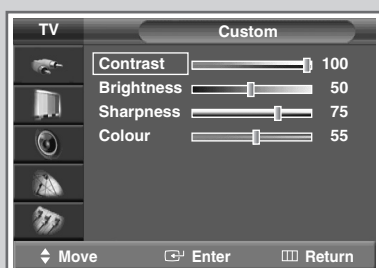 TV Custom
Contrast 100
Brightness 50
Sharpness 75
Colour 55
Move Enter Return